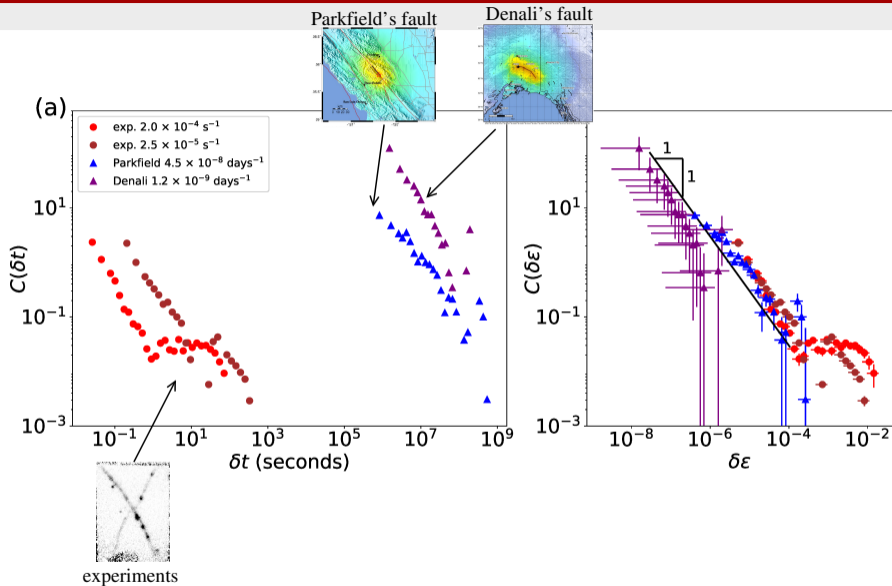 Parkfield's fault
Denali's fault
(a)
exp. 2.0 × 10⁻⁴ s⁻¹
exp. 2.5 × 10⁻⁵ s⁻¹
Parkfield 4.5 × 10⁻⁸ days⁻¹
Denali 1.2 × 10⁻⁹ days⁻¹
C(δt)
10¹
10⁻¹
10⁻³
10⁻¹ 10¹ 10³ 10⁵ 10⁷ 10⁹
δt (seconds)
C(δε)
10¹
10⁻¹
10⁻³
1
1
10⁻⁸ 10⁻⁶ 10⁻⁴ 10⁻²
δε
experiments